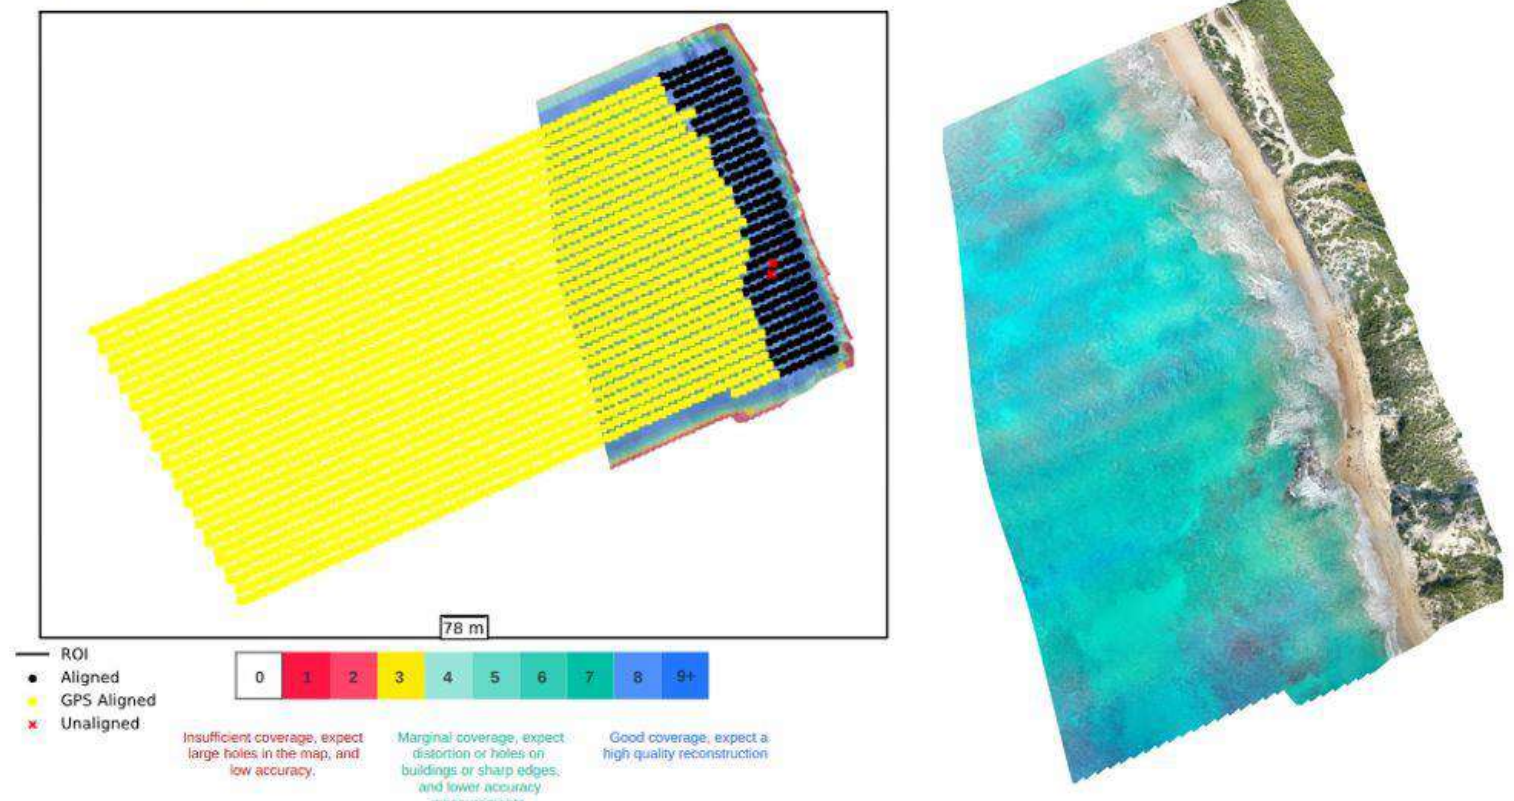 78 m
ROI
Aligned
GPS Aligned
Unaligned
0 1 2 3 4 5 6 7 8 9+
Insufficient coverage, expect
large holes in the map, and
low accuracy.
Marginal coverage, expect
distortion or holes on
buildings or sharp edges,
and lower accuracy
Good coverage, expect a
high quality reconstruction